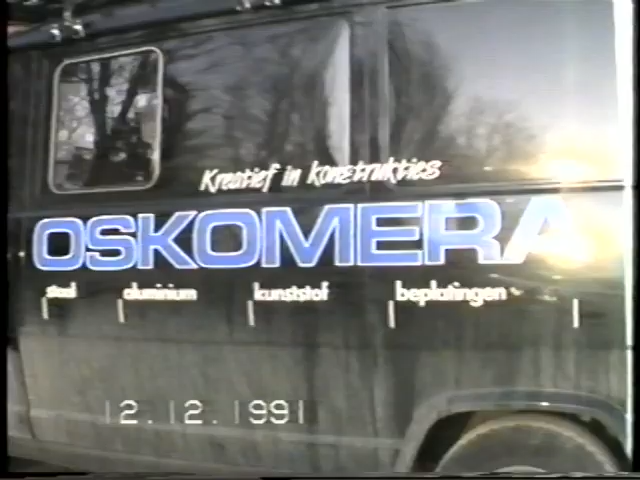 Kreatief in konstrukties
OSKOMERA
staal aluminium kunststof beplatingen
12.12.1991